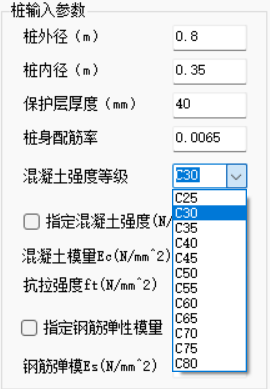 桩输入参数
桩外径（m） 0.8
桩内径（m） 0.35
保护层厚度（mm） 40
桩身配筋率 0.0065
混凝土强度等级 C30
C25
C30
指定混凝土强度(N/ C35
C40
混凝土模量Ec(N/mm^2) C45
C50
抗拉强度ft(N/mm^2) C55
C60
指定钢筋弹性模量 C65
C70
C75
钢筋弹模Es(N/mm^2) C80